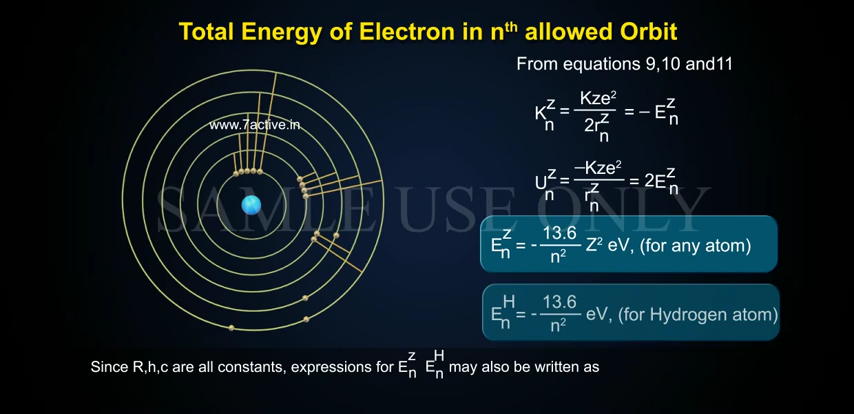 Total Energy of Electron in nth allowed Orbit
From equations 9,10 and11
www.7active.in
K_n^z = Kze²/2r_n^z = – E_n^z
U_n^z = –Kze²/r_n^z = 2E_n^z
SAMLE USE ONLY
E_n^z = - 13.6/n² Z² eV, (for any atom)
E_n^H = - 13.6/n² eV, (for Hydrogen atom)
Since R,h,c are all constants, expressions for E_n^z E_n^H may also be written as